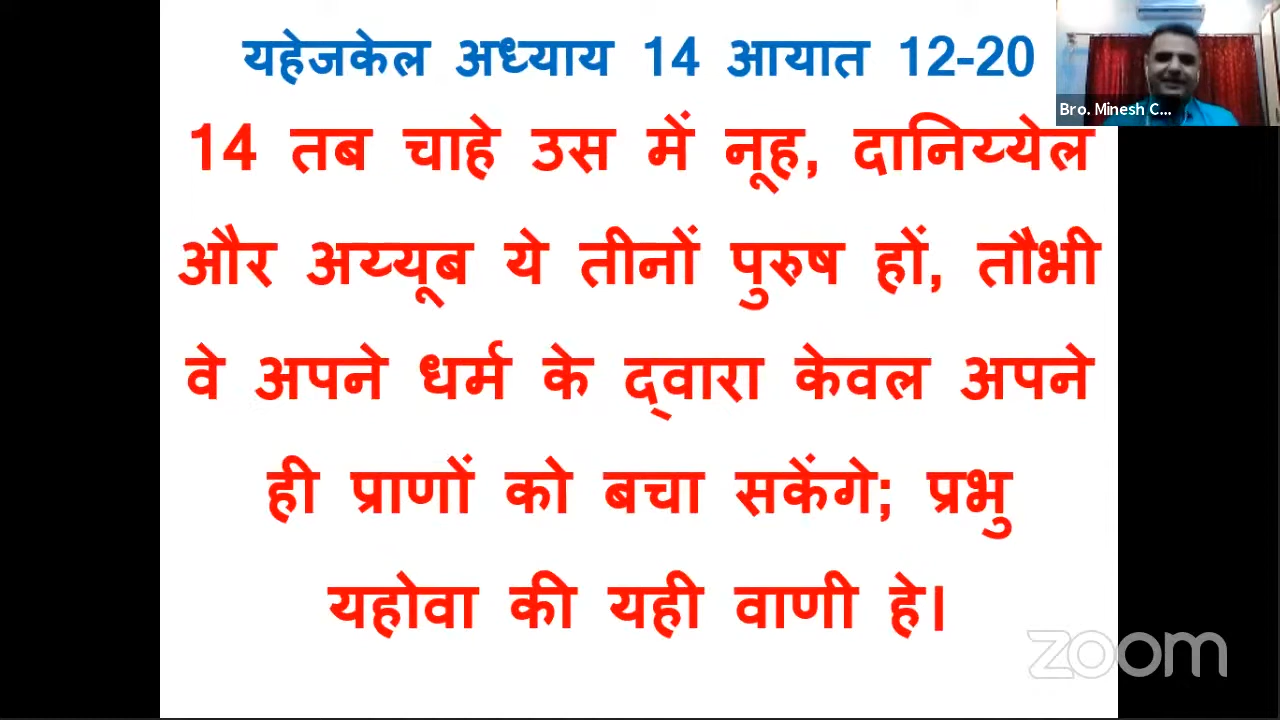 यहेजकेल अध्याय 14 आयात 12-20
Bro. Minesh C...
14 तब चाहे उस में नूह, दानिय्येल
और अय्यूब ये तीनों पुरुष हों, तौभी
वे अपने धर्म के द्वारा केवल अपने
ही प्राणों को बचा सकेंगे; प्रभु
यहोवा की यही वाणी हे।
zoom